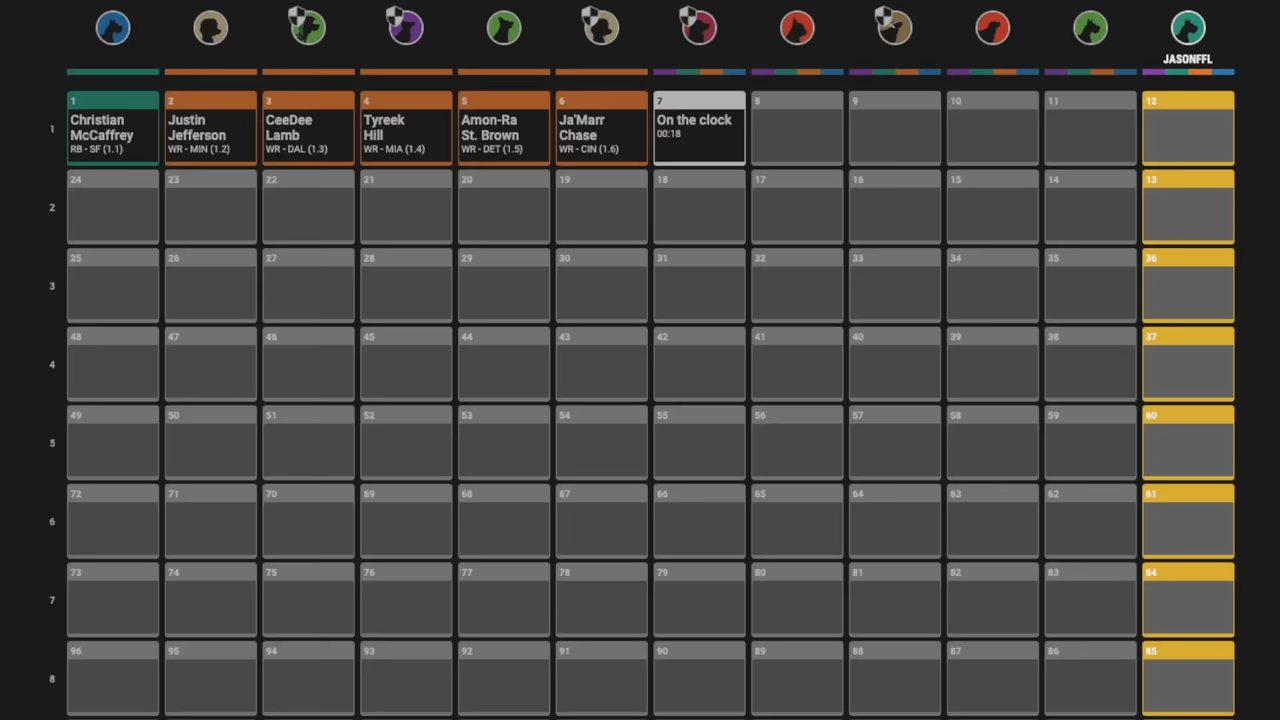 JASONFFL
1 2 3 4 5 6 7 8 9 10 11 12
Christian Justin CeeDee Tyreek Amon-Ra Ja'Marr On the clock
McCaffrey Jefferson Lamb Hill St. Brown Chase 00:18
RB - SF (1.1) WR - MIN (1.2) WR - DAL (1.3) WR - MIA (1.4) WR - DET (1.5) WR - CIN (1.6)
1
24 23 22 21 20 19 18 17 16 15 14 13
2
25 26 27 28 29 30 31 32 33 34 35 36
3
48 47 46 45 44 43 42 41 40 39 38 37
4
49 50 51 52 53 54 55 56 57 58 59 60
5
72 71 70 69 68 67 66 65 64 63 62 61
6
73 74 75 76 77 78 79 80 81 82 83 84
7
96 95 94 93 92 91 90 89 88 87 86 85
8